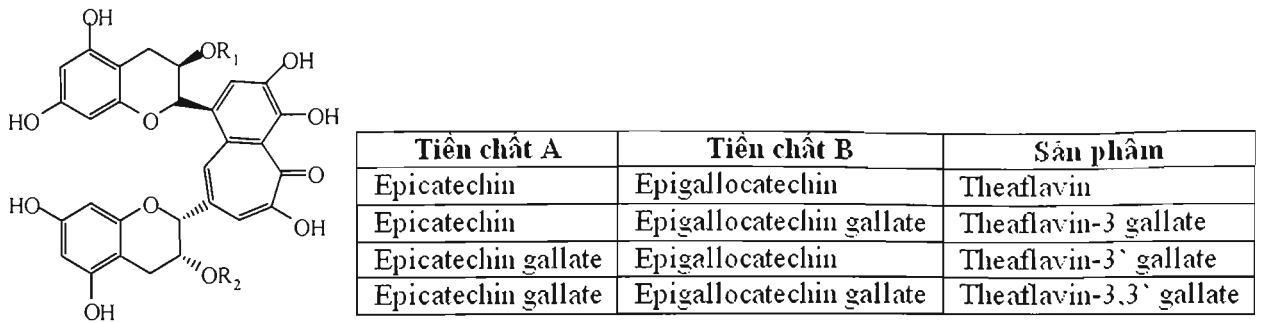 OH
OR1
OH
OH
HO
O
O
OH
HO
O
OR2
OH
Tiền chất A Tiền chất B Sản phẩm
Epicatechin Epigallocatechin Theaflavin
Epicatechin Epigallocatechin gallate Theaflavin-3 gallate
Epicatechin gallate Epigallocatechin Theaflavin-3` gallate
Epicatechin gallate Epigallocatechin gallate Theaflavin-3,3` gallate